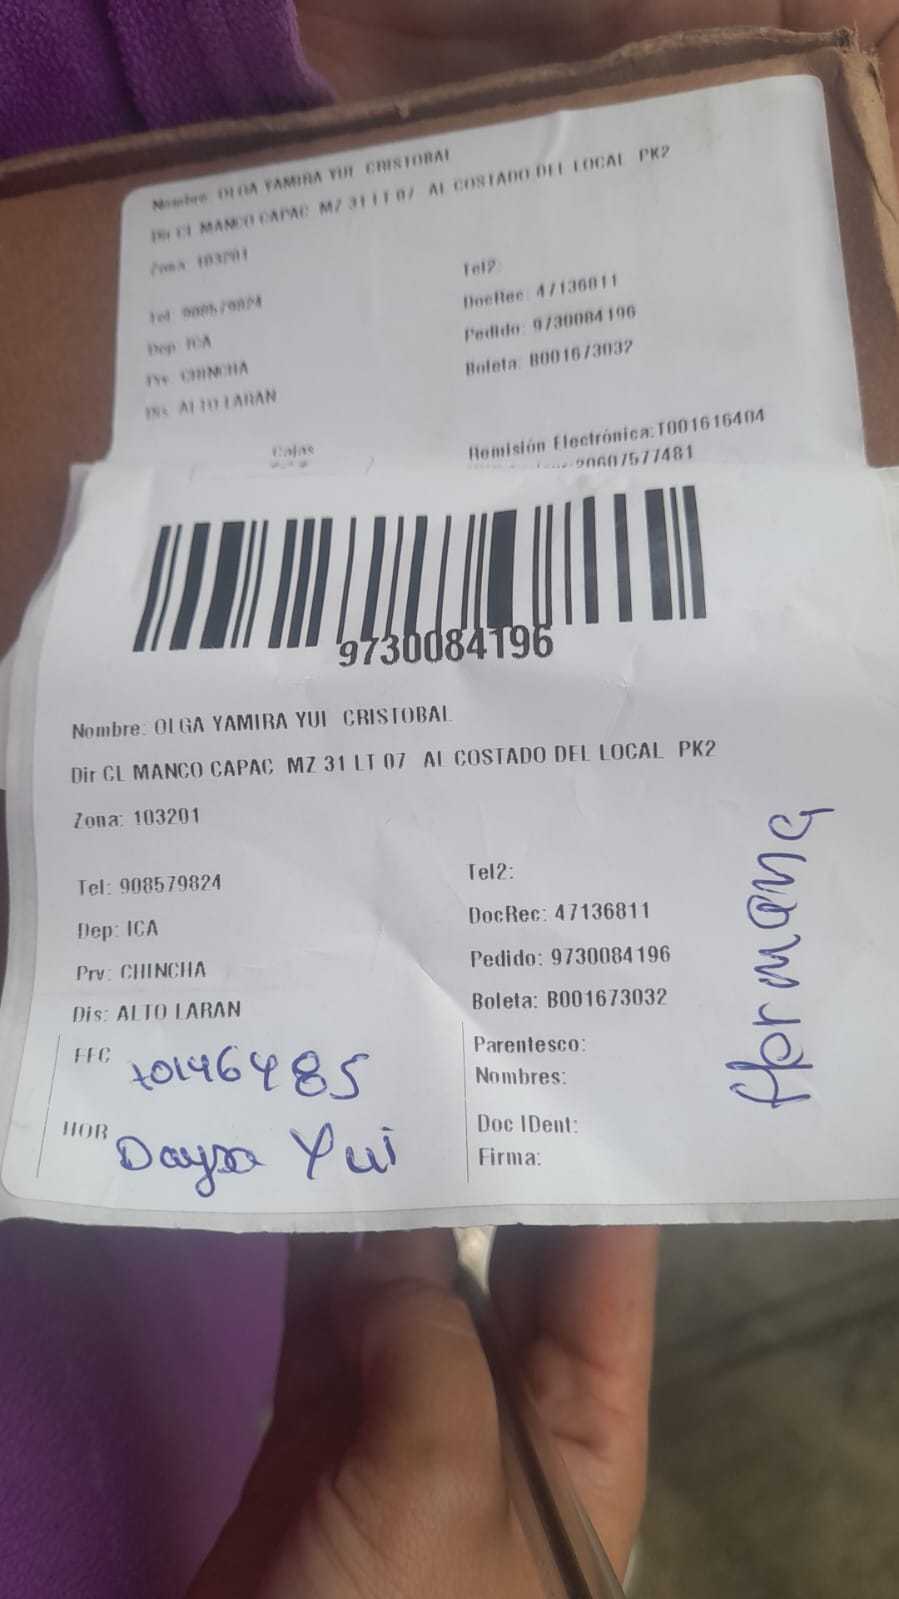 Nombre: OLGA YAMIRA YUI CRISTOBAL
Dir CL MANCO CAPAC MZ 31 LT 07 AL COSTADO DEL LOCAL PK2
Zona: 103201
Tel2:
Tel: 908579824
DocRec: 47136811
Dep: ICA
Pedido: 9730084196
Prv: CHINCHA
Boleta: B001673032
Dis: ALTO LARAN
Cajas
Remisión Electrónica:T001616404
20607577481
9730084196
Nombre: OLGA YAMIRA YUI CRISTOBAL
Dir CL MANCO CAPAC MZ 31 LT 07 AL COSTADO DEL LOCAL PK2
Zona: 103201
Tel: 908579824
Tel2:
Dep: ICA
DocRec: 47136811
Prv: CHINCHA
Pedido: 9730084196
Dis: ALTO LARAN
Boleta: B001673032
FEC
Parentesco:
Nombres:
HOR
Doc IDent:
Yui
Firma: